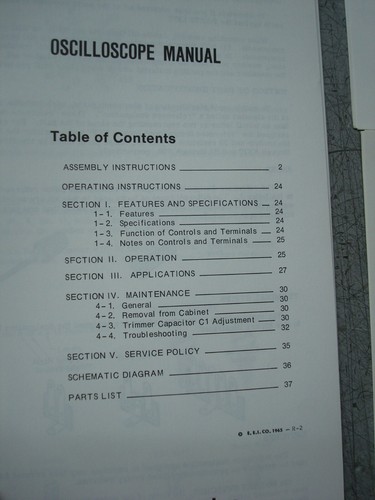 OSCILLOSCOPE MANUAL
Table of Contents
ASSEMBLY INSTRUCTIONS 2
OPERATING INSTRUCTIONS 24
SECTION I. FEATURES AND SPECIFICATIONS 24
1-1. Features 24
1-2. Specifications 24
1-3. Function of Controls and Terminals 24
1-4. Notes on Controls and Terminals 25
SECTION II. OPERATION 25
SECTION III. APPLICATIONS 27
SECTION IV. MAINTENANCE 30
4-1. General 30
4-2. Removal from Cabinet 30
4-3. Trimmer Capacitor C1 Adjustment 30
4-4. Troubleshooting 32
SECTION V. SERVICE POLICY 35
SCHEMATIC DIAGRAM 36
PARTS LIST 37
© CO.